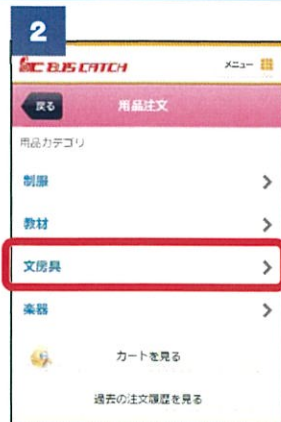 2
BUS CATCH
メニュー
戻る
用品注文
用品カテゴリ
制服
教材
文房具
楽器
カートを見る
過去の注文履歴を見る